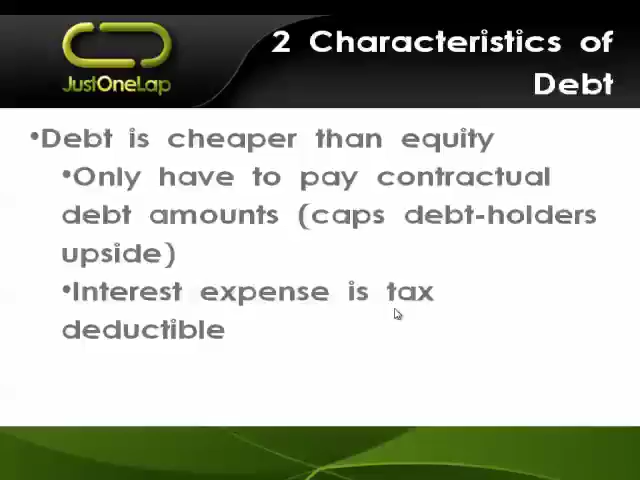 2 Characteristics of
Debt
JustOneLap
•Debt is cheaper than equity
•Only have to pay contractual
debt amounts (caps debt-holders
upside)
•Interest expense is tax
deductible